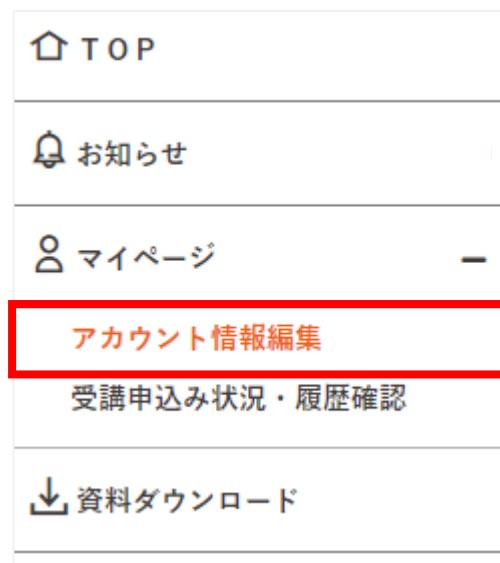 TOP
お知らせ
マイページ
アカウント情報編集
受講申込み状況・履歴確認
資料ダウンロード